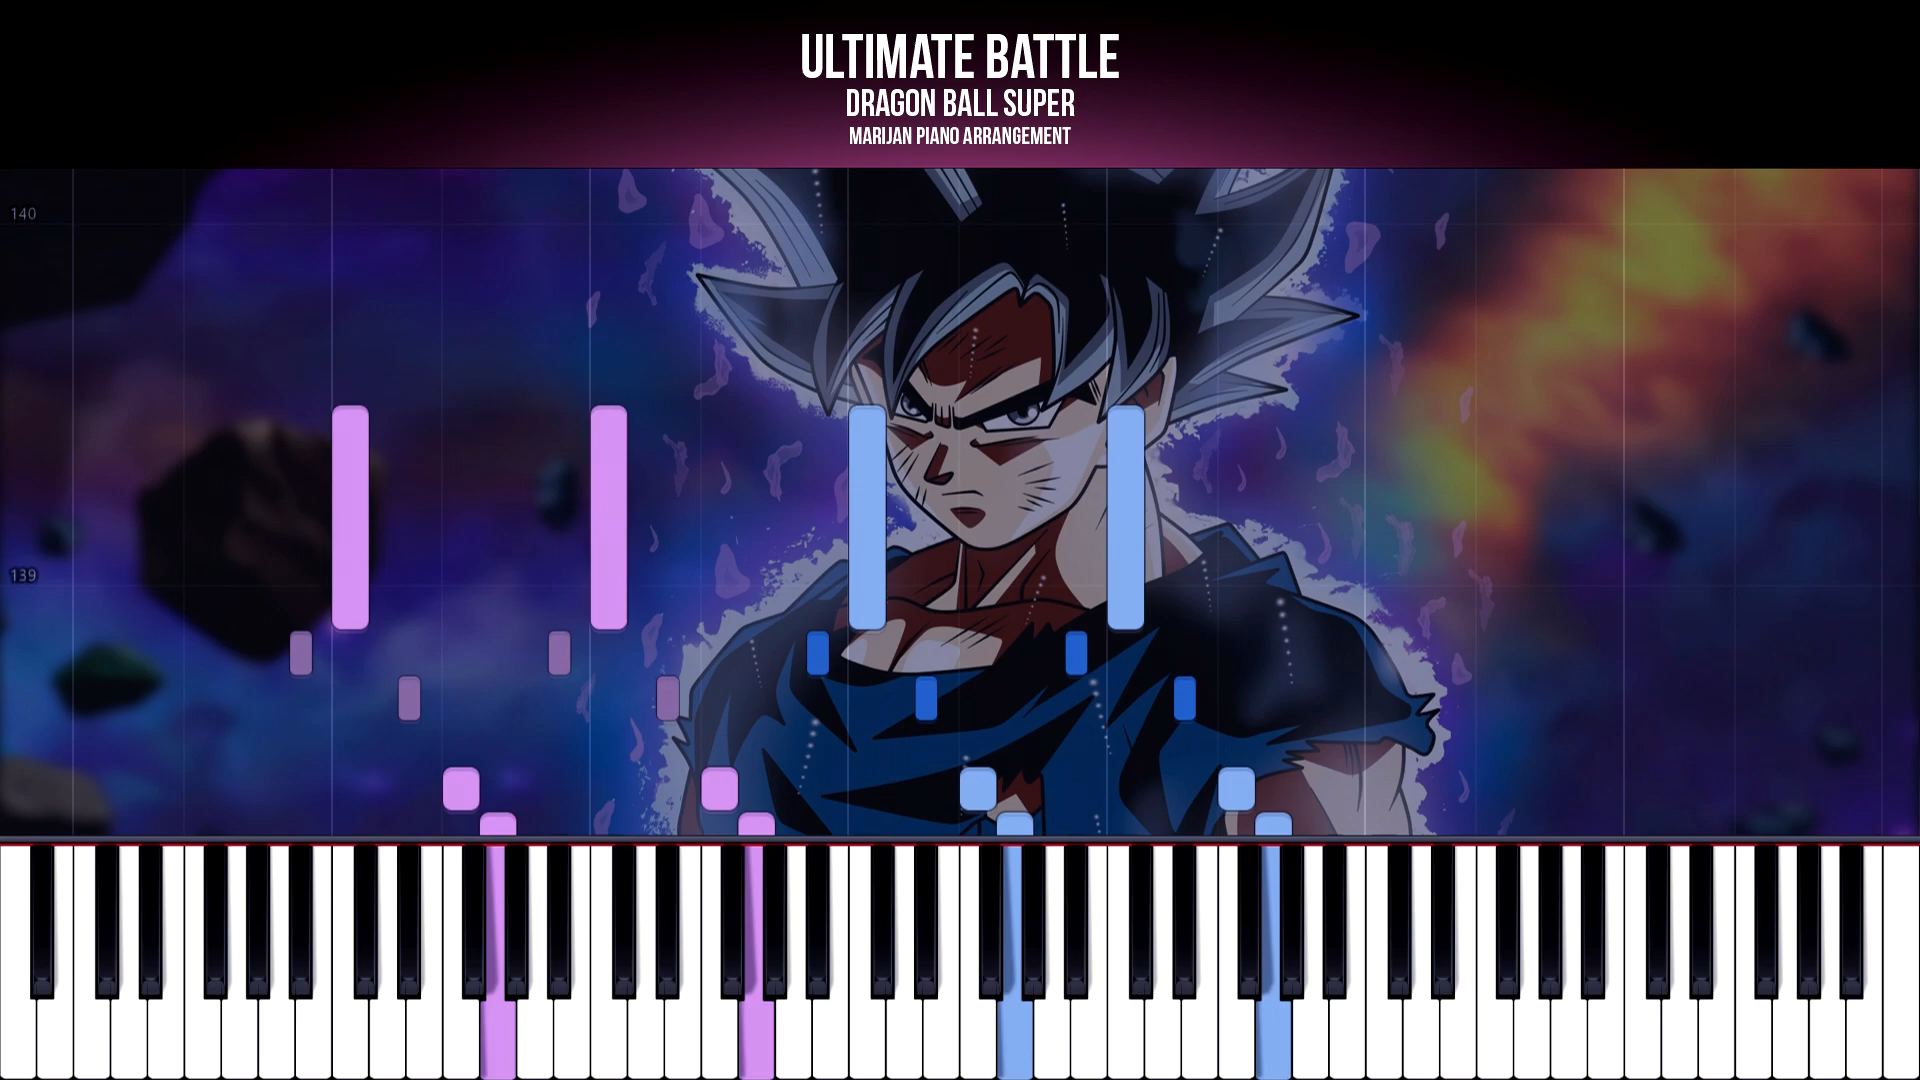 ULTIMATE BATTLE
DRAGON BALL SUPER
MARIJAN PIANO ARRANGEMENT
140
139